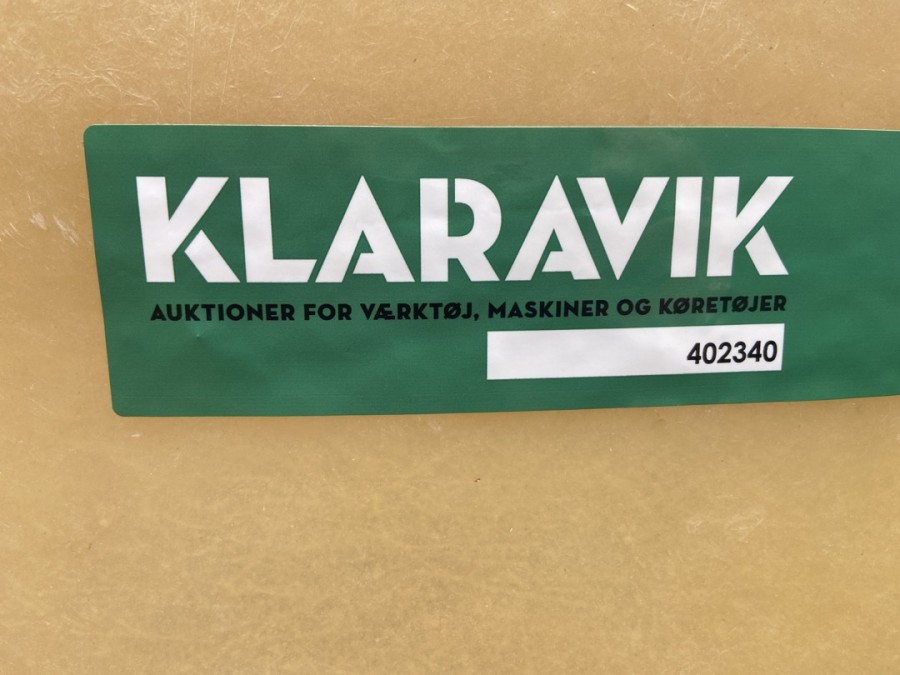 KLARAVIK
AUKTIONER FOR VÆRKTØJ, MASKINER OG KØRETØJER
402340